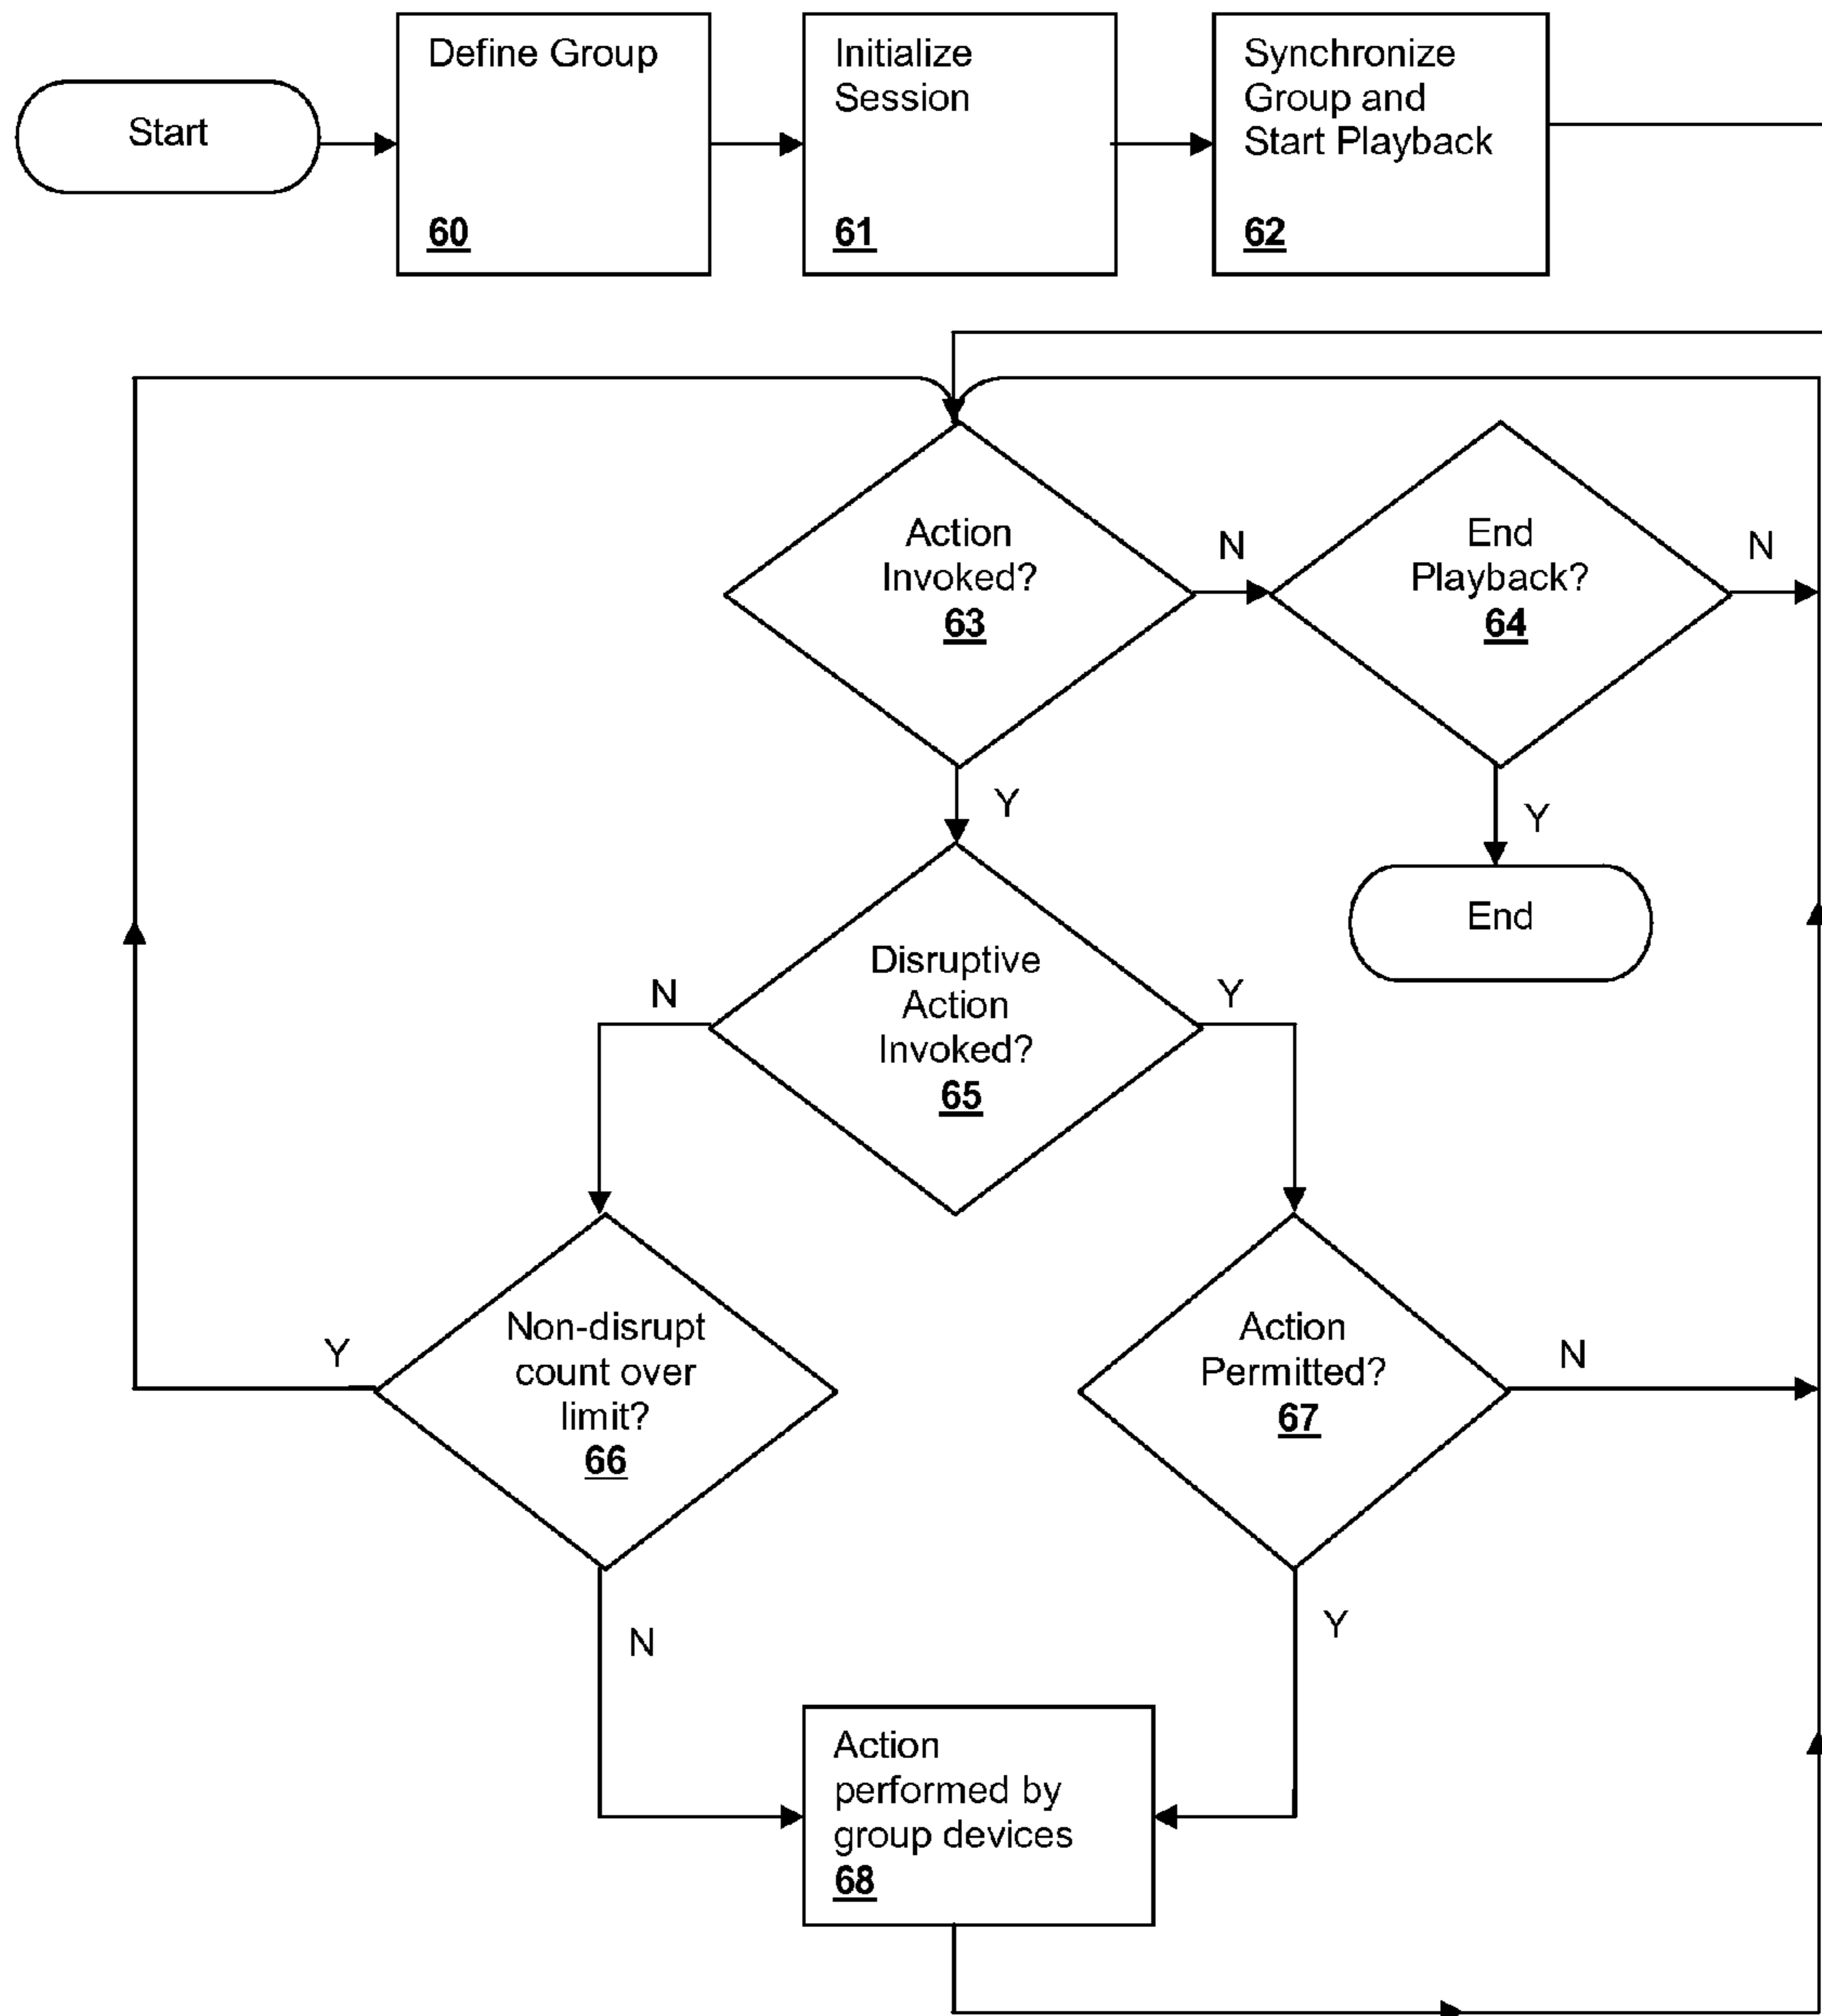 Start
Define Group
60
Initialize
Session
61
Synchronize
Group and
Start Playback
62
Action
Invoked?
63
N
End
Playback?
64
N
Y
Y
End
Disruptive
Action
Invoked?
65
N
Y
Non-disrupt
count over
limit?
66
Y
Action
Permitted?
67
N
N
Y
Action
performed by
group devices
68